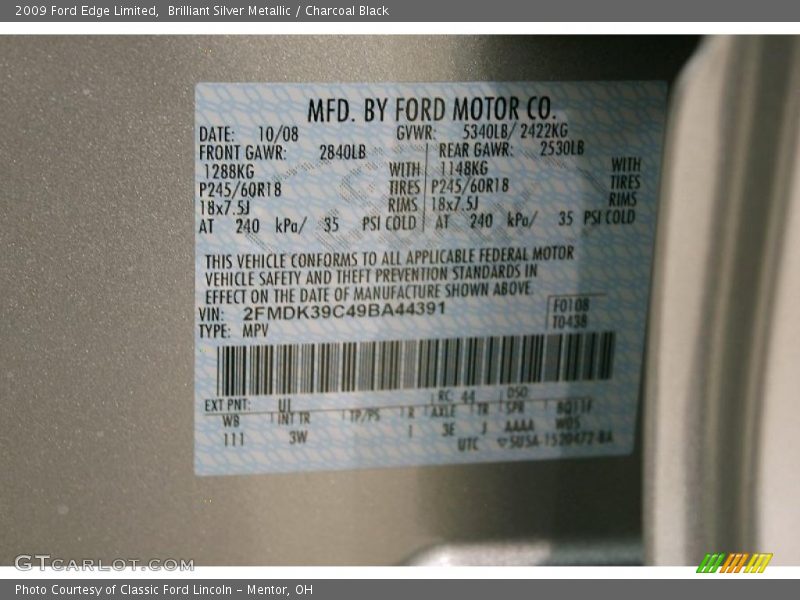 2009 Ford Edge Limited,  Brilliant Silver Metallic / Charcoal Black
MFD. BY FORD MOTOR CO.
DATE: 10/08 GVWR: 5340LB/ 2422KG
FRONT GAWR: 2840LB REAR GAWR: 2530LB
1288KG WITH 1148KG WITH
P245/60R18 TIRES P245/60R18 TIRES
18x7.5J RIMS 18x7.5J RIMS
AT 240 kPa/ 35 PSI COLD AT 240 kPa/ 35 PSI COLD
THIS VEHICLE CONFORMS TO ALL APPLICABLE FEDERAL MOTOR
VEHICLE SAFETY AND THEFT PREVENTION STANDARDS IN
EFFECT ON THE DATE OF MANUFACTURE SHOWN ABOVE.
VIN: 2FMDK39C49BA44391 F0108
TYPE: MPV T0438
EXT PNT: UI RC: 44 DSO
WB INT TR TP/PS R AXLE TR SPR
111 3W 3E J AAAA
UTC
GTCARLOT.COM
Photo Courtesy of Classic Ford Lincoln - Mentor, OH